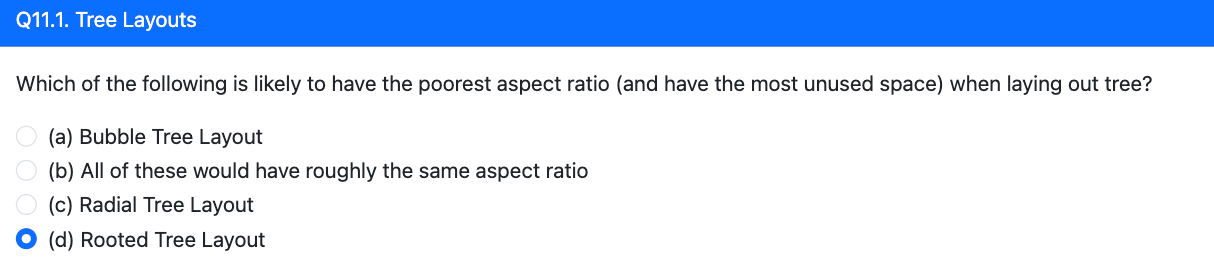 Q11.1. Tree Layouts
Which of the following is likely to have the poorest aspect ratio (and have the most unused space) when laying out tree?
(a) Bubble Tree Layout
(b) All of these would have roughly the same aspect ratio
(c) Radial Tree Layout
(d) Rooted Tree Layout